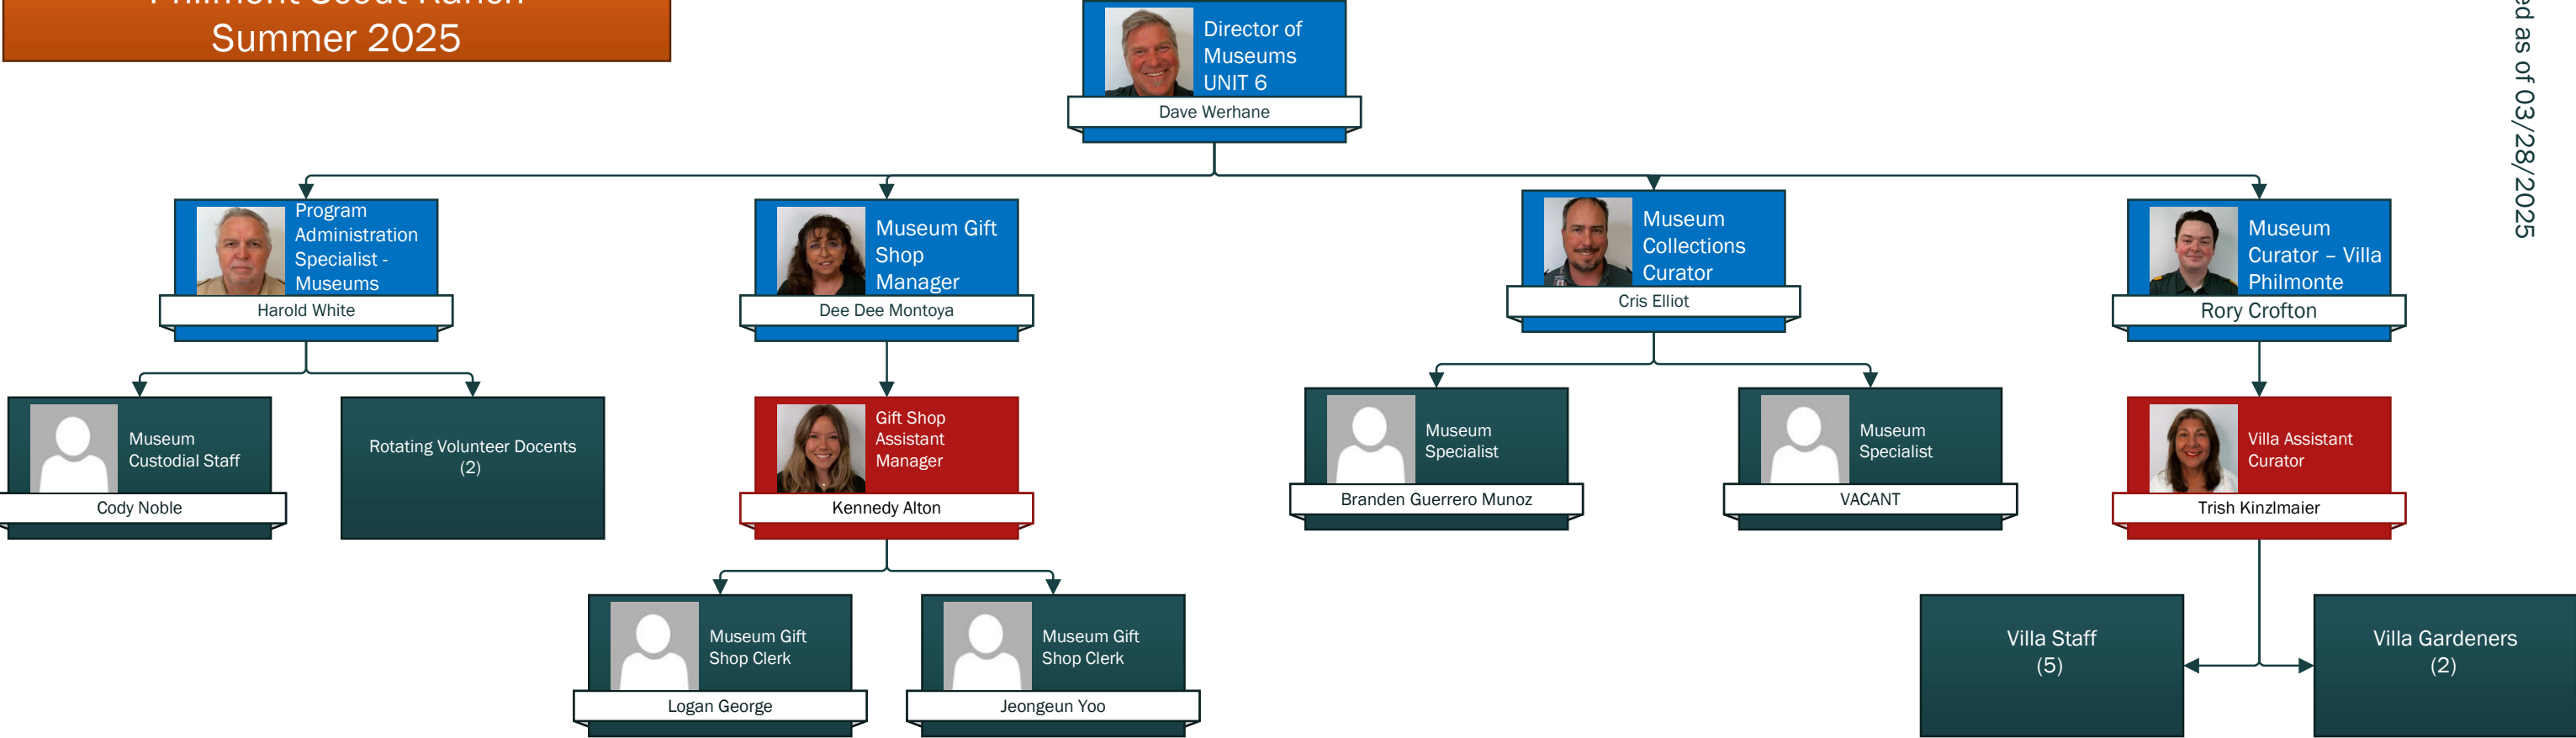 Philmont Scout Ranch
Summer 2025
ed as of 03/28/2025
Director of
Museums
UNIT 6
Dave Werhane
Program
Administration
Specialist -
Museums
Harold White
Museum Gift
Shop
Manager
Dee Dee Montoya
Museum
Collections
Curator
Cris Elliot
Museum
Curator – Villa
Philmonte
Rory Crofton
Museum
Custodial Staff
Cody Noble
Rotating Volunteer Docents
(2)
Gift Shop
Assistant
Manager
Kennedy Alton
Museum
Specialist
Branden Guerrero Munoz
Museum
Specialist
VACANT
Villa Assistant
Curator
Trish Kinzlmaier
Museum Gift
Shop Clerk
Logan George
Museum Gift
Shop Clerk
Jeongeun Yoo
Villa Staff
(5)
Villa Gardeners
(2)